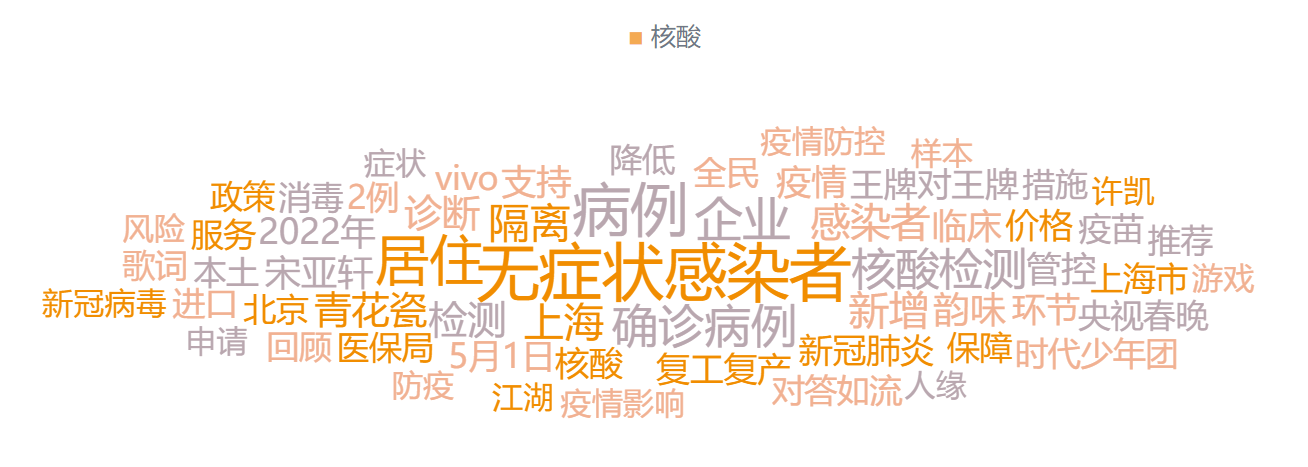 核酸
疫情防控 样本
症状 vivo 支持 降低 全民 疫情 王牌对王牌 措施 许凯
政策 消毒 2例 诊断 隔离 病例 企业 感染者 临床 价格 疫苗 推荐
风险 服务 2022年 居住 无症状感染者 核酸检测 管控 上海市 游戏
歌词 本土 宋亚轩
新冠病毒 进口 北京 青花瓷 检测 上海 确诊病例 新增 韵味 环节 央视春晚
申请 回顾 医保局 5月1日 核酸 复工复产 新冠肺炎 保障 时代少年团
防疫 江湖 疫情影响 对答如流 人缘